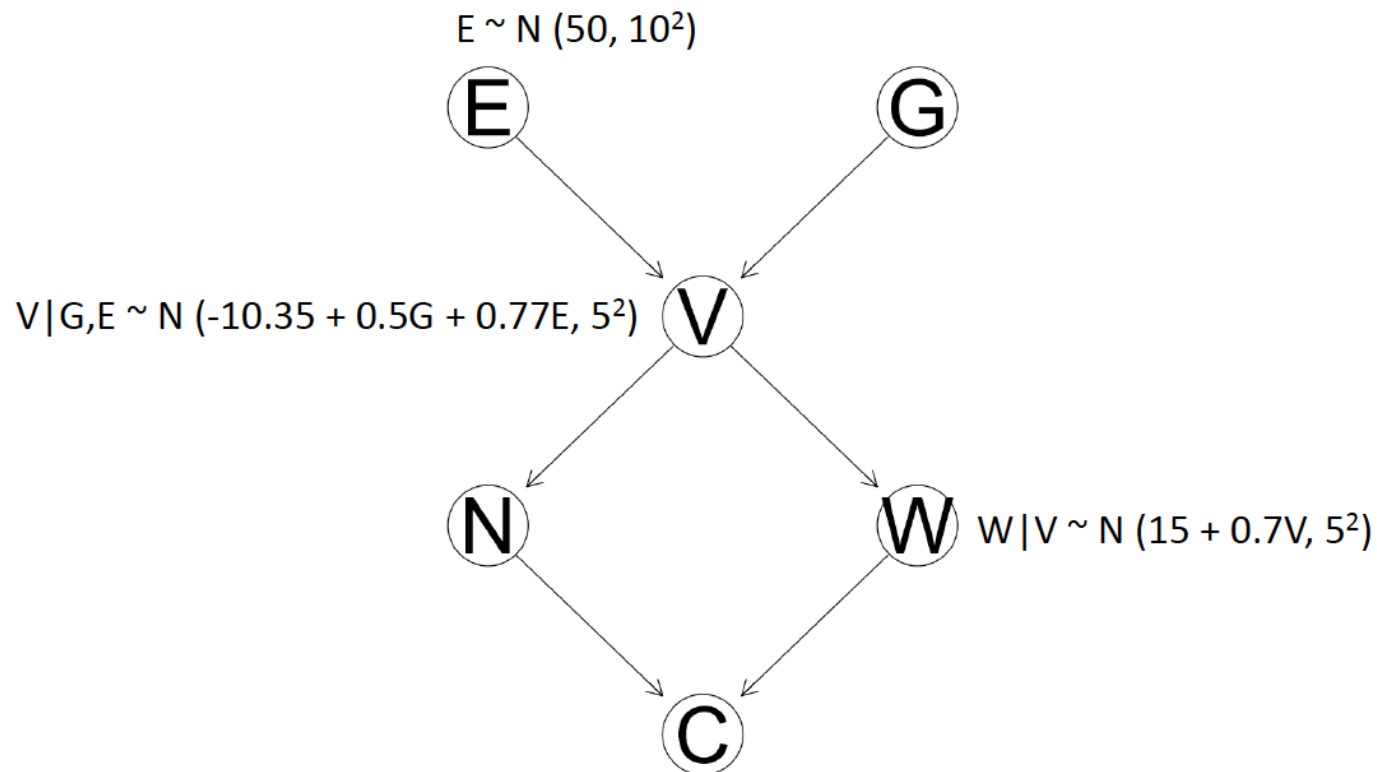 E ~ N (50, 10²)
E
G
V|G,E ~ N (-10.35 + 0.5G + 0.77E, 5²)
V
N
W
W|V ~ N (15 + 0.7V, 5²)
C